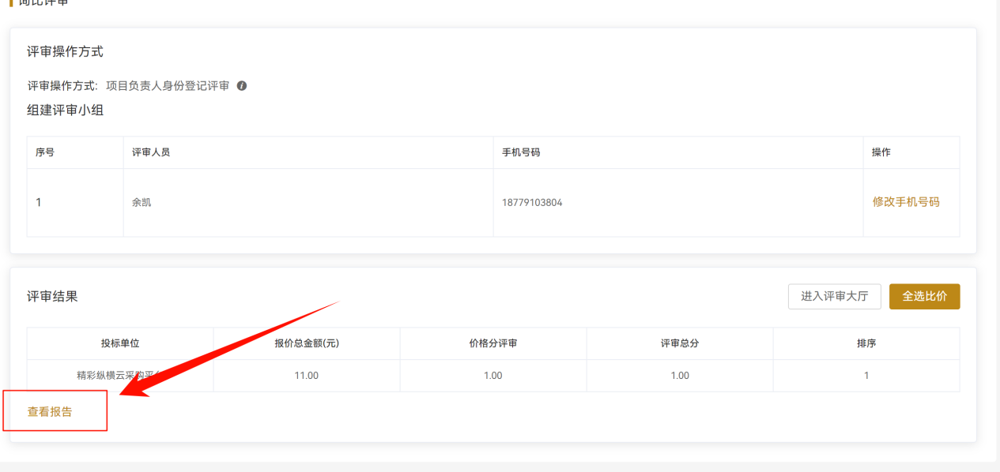 询比评审
评审操作方式
评审操作方式: 项目负责人身份登记评审
组建评审小组
序号 评审人员 手机号码 操作
1 余凯 18779103804 修改手机号码
评审结果 进入评审大厅 全选比价
投标单位 报价总金额(元) 价格分评审 评审总分 排序
精彩纵横云采购平台 11.00 1.00 1.00 1
查看报告